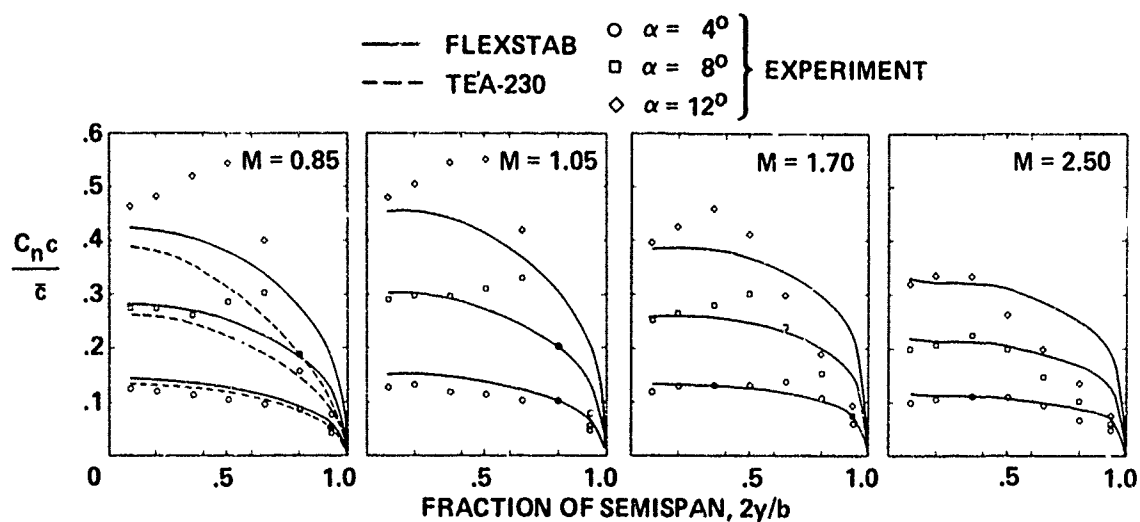 FLEXSTAB
TEA-230
α = 4°
α = 8°
α = 12°
EXPERIMENT
M = 0.85
M = 1.05
M = 1.70
M = 2.50
C_n c
c̄
.6
.5
.4
.3
.2
.1
0
.5
1.0
.5
1.0
.5
1.0
.5
1.0
FRACTION OF SEMISPAN, 2y/b